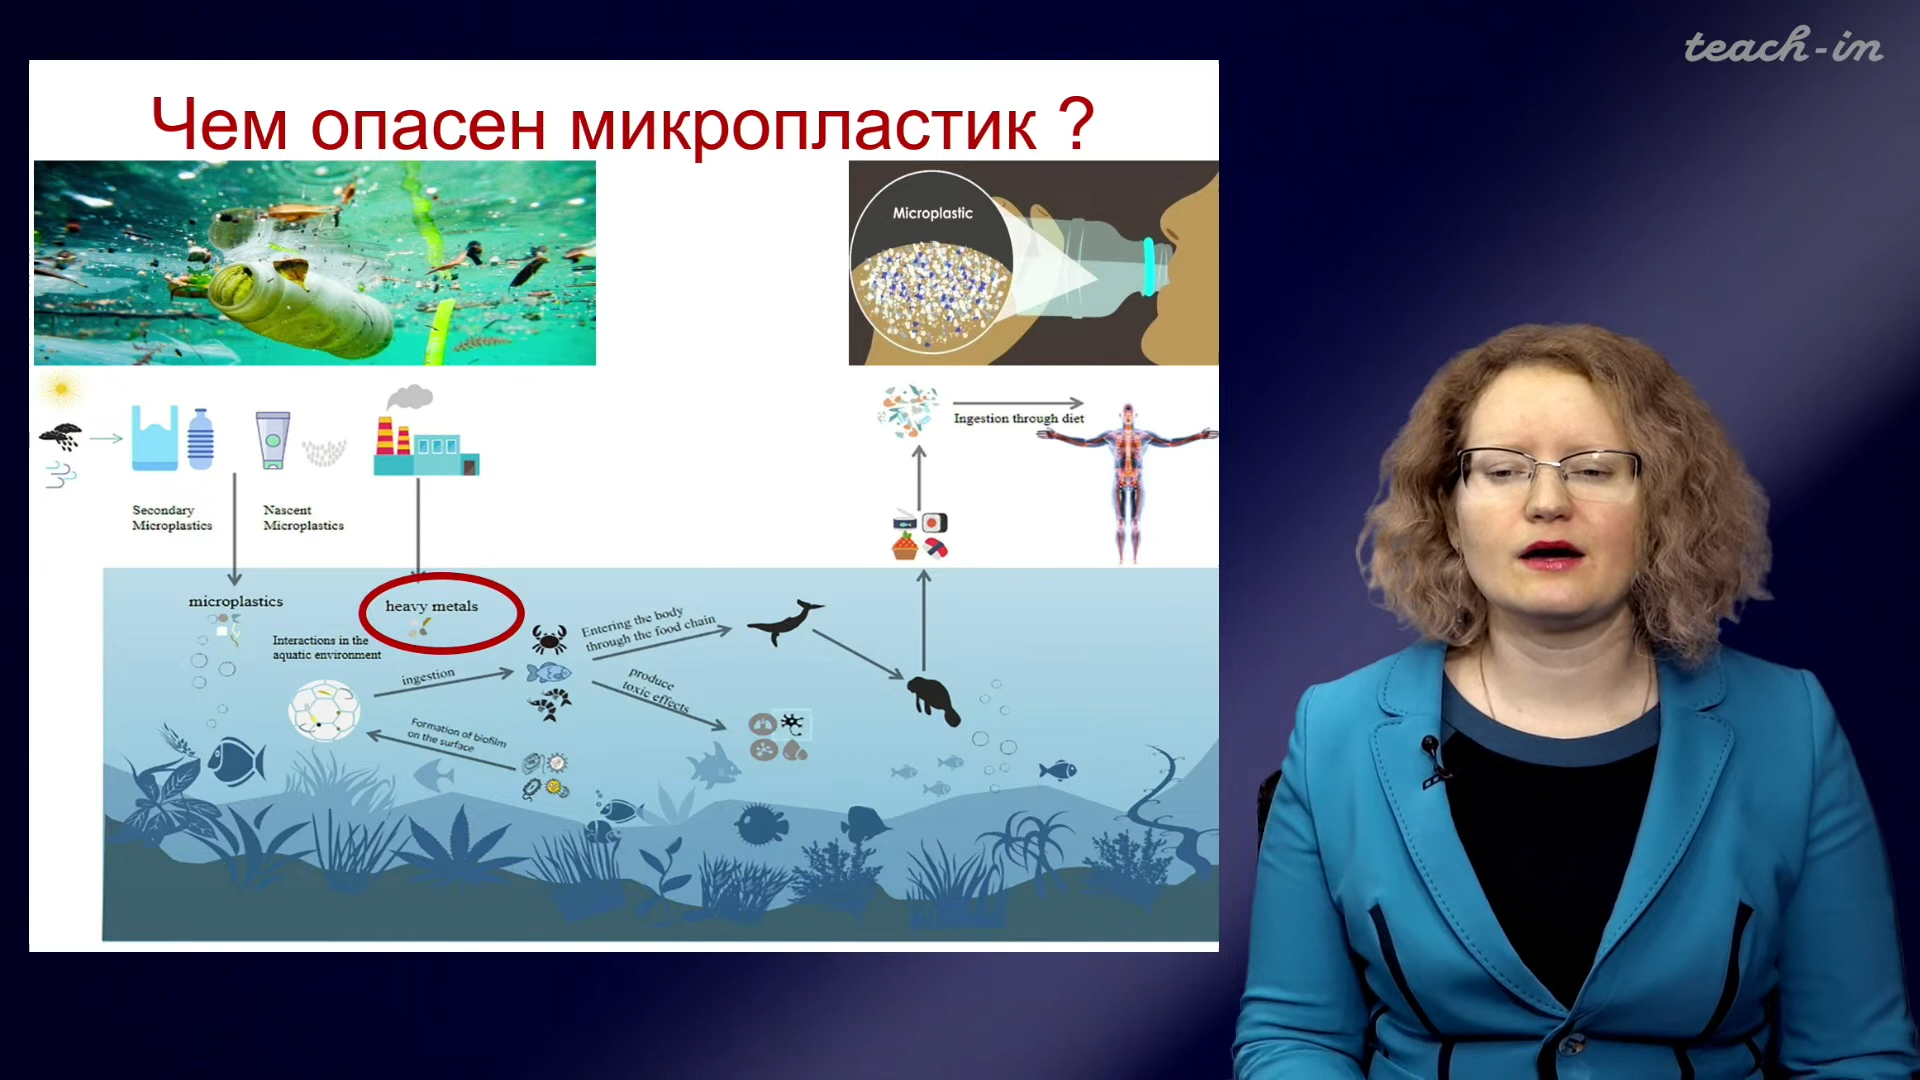 teach-in
Чем опасен микропластик ?
Microplastic
Ingestion through diet
Secondary
Microplastics
Nascent
Microplastics
microplastics
heavy metals
Interactions in the
aquatic environment
ingestion
Entering the body
through the food chain
produce
toxic effects
Formation of biofilm
on the surface